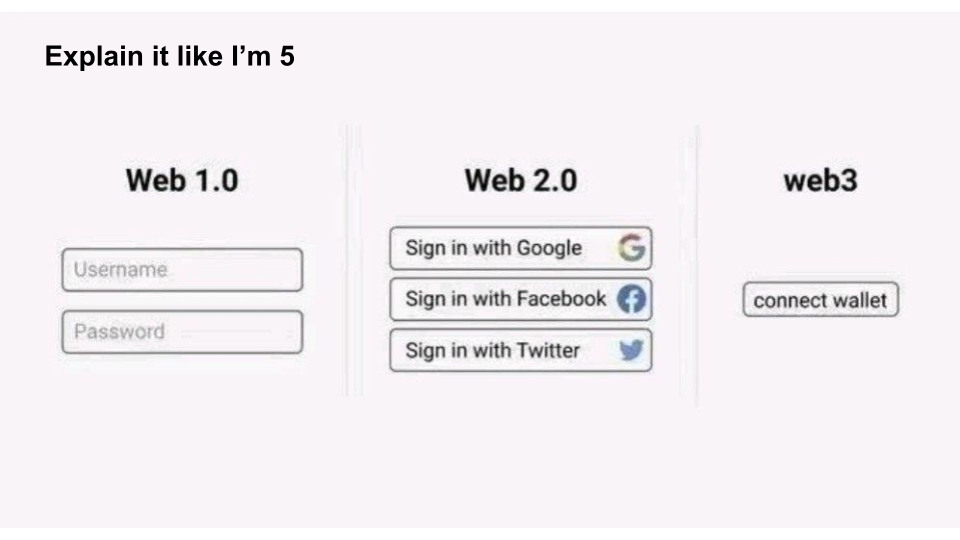 Explain it like I’m 5
Web 1.0
Username
Password
Web 2.0
Sign in with Google
Sign in with Facebook
Sign in with Twitter
web3
connect wallet